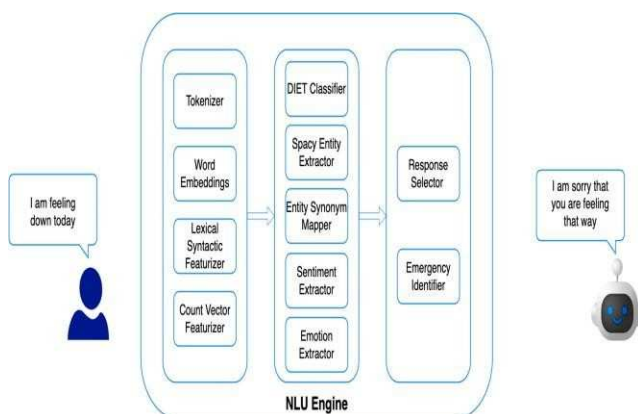 I am feeling
down today
Tokenizer
Word
Embeddings
Lexical
Syntactic
Featurizer
Count Vector
Featurizer
DIET Classifier
Spacy Entity
Extractor
Entity Synonym
Mapper
Sentiment
Extractor
Emotion
Extractor
Response
Selector
Emergency
Identifier
I am sorry that
you are feeling
that way
NLU Engine